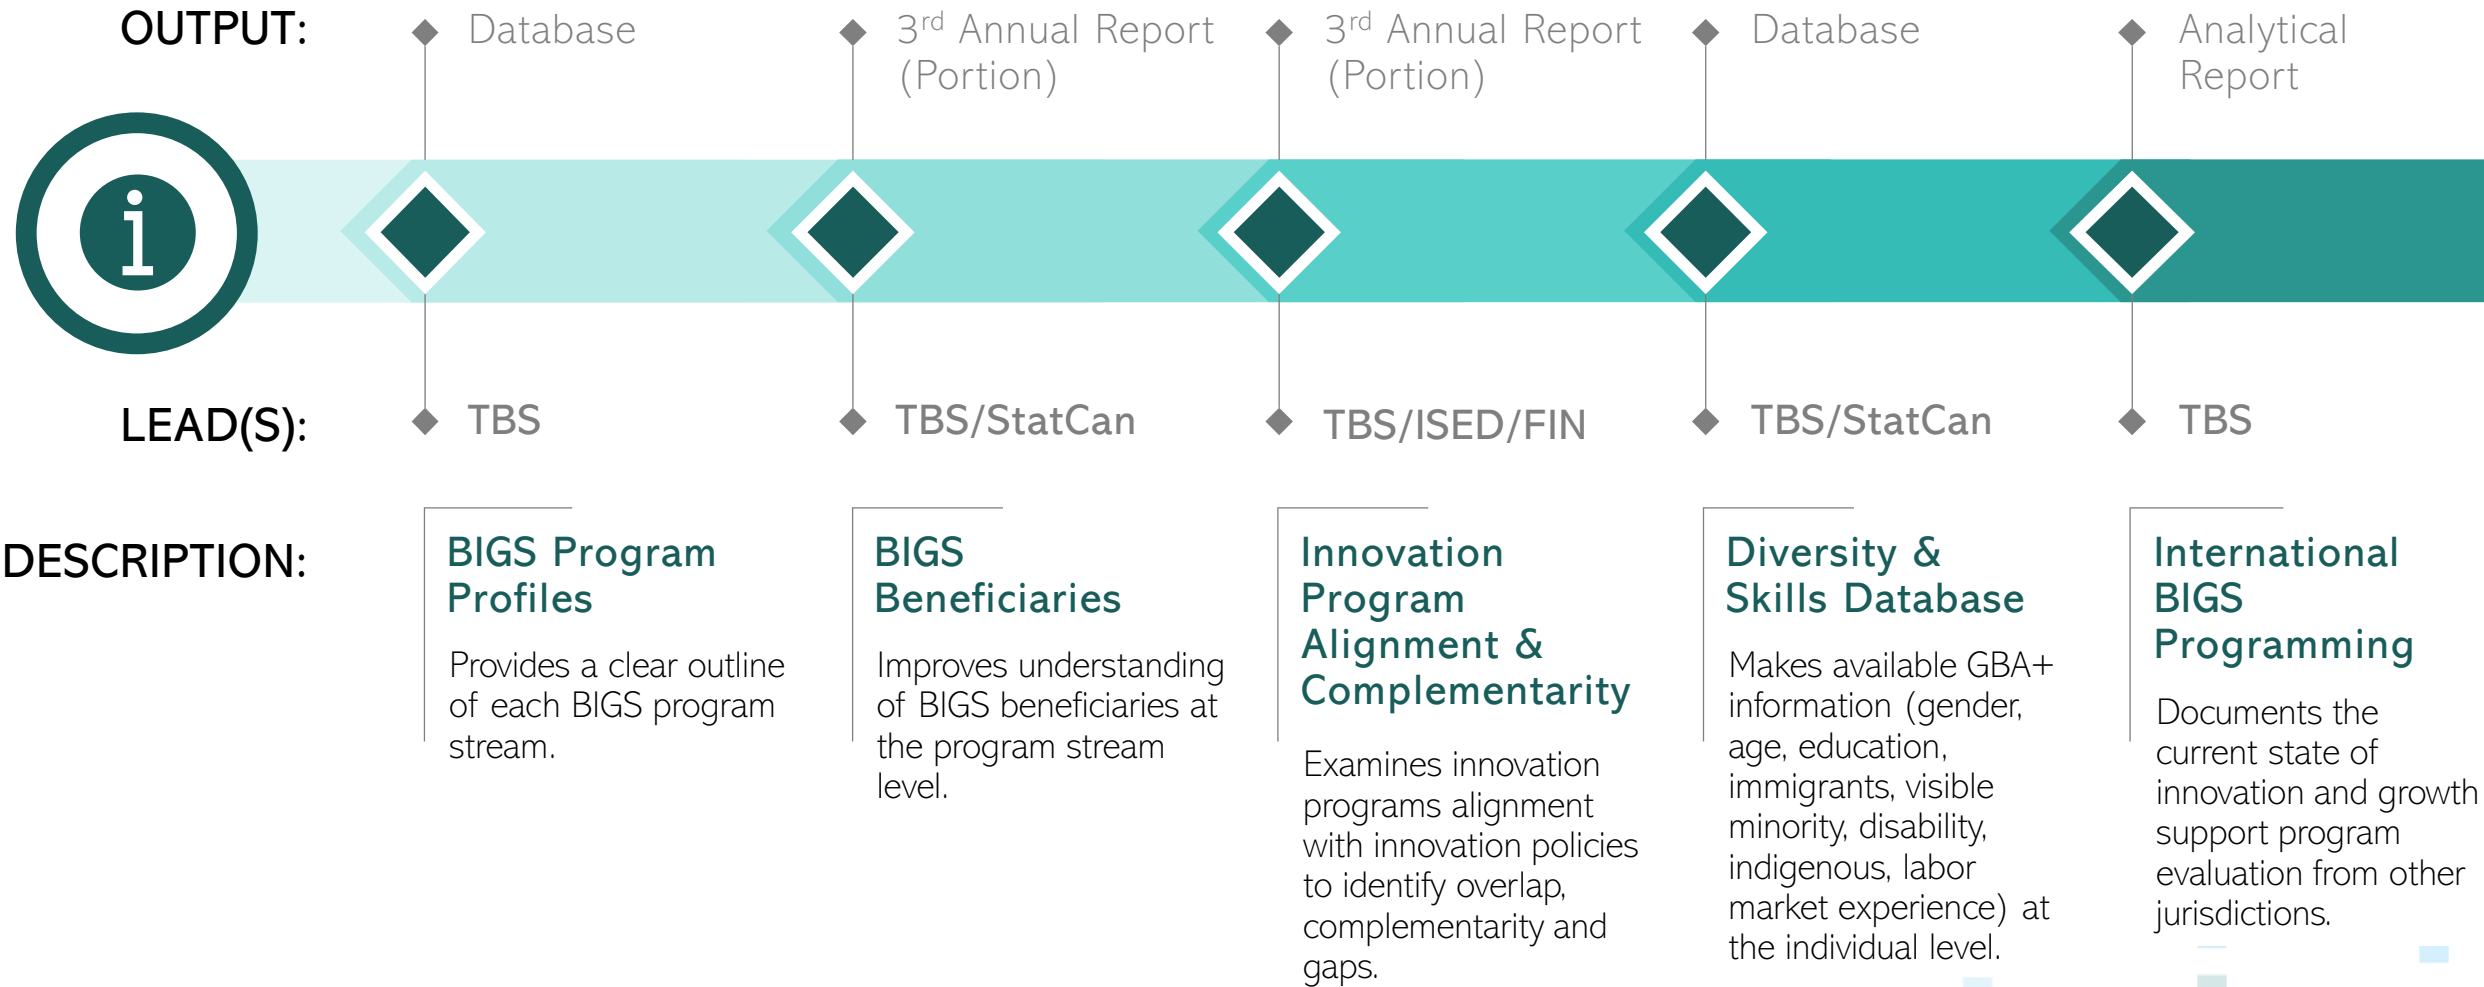 OUTPUT:
Database
3rd Annual Report
(Portion)
3rd Annual Report
(Portion)
Database
Analytical
Report
i
LEAD(S):
TBS
TBS/StatCan
TBS/ISED/FIN
TBS/StatCan
TBS
DESCRIPTION:
BIGS Program
Profiles
Provides a clear outline
of each BIGS program
stream.
BIGS
Beneficiaries
Improves understanding
of BIGS beneficiaries at
the program stream
level.
Innovation
Program
Alignment &
Complementarity
Examines innovation
programs alignment
with innovation policies
to identify overlap,
complementarity and
gaps.
Diversity &
Skills Database
Makes available GBA+
information (gender,
age, education,
immigrants, visible
minority, disability,
indigenous, labor
market experience) at
the individual level.
International
BIGS
Programming
Documents the
current state of
innovation and growth
support program
evaluation from other
jurisdictions.